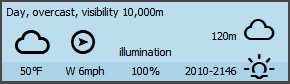 Day, overcast, visibility 10,000m
120m
illumination
50°F W 6mph 100% 2010-2146